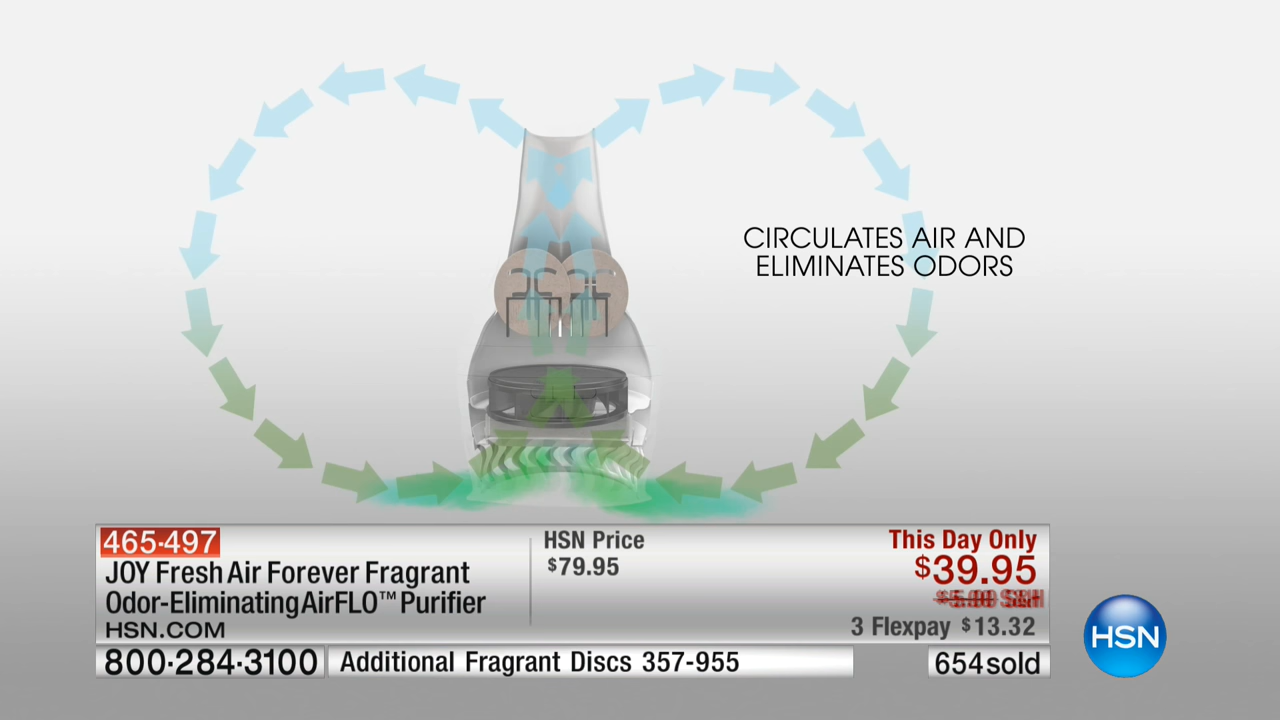 CIRCULATES AIR AND
ELIMINATES ODORS
465-497
JOY Fresh Air Forever Fragrant
Odor-Eliminating AirFLO™ Purifier
HSN.COM
HSN Price
$79.95
This Day Only
$39.95
$5.00 S&H
3 Flexpay $13.32
HSN
800·284·3100
Additional Fragrant Discs 357-955
654 sold